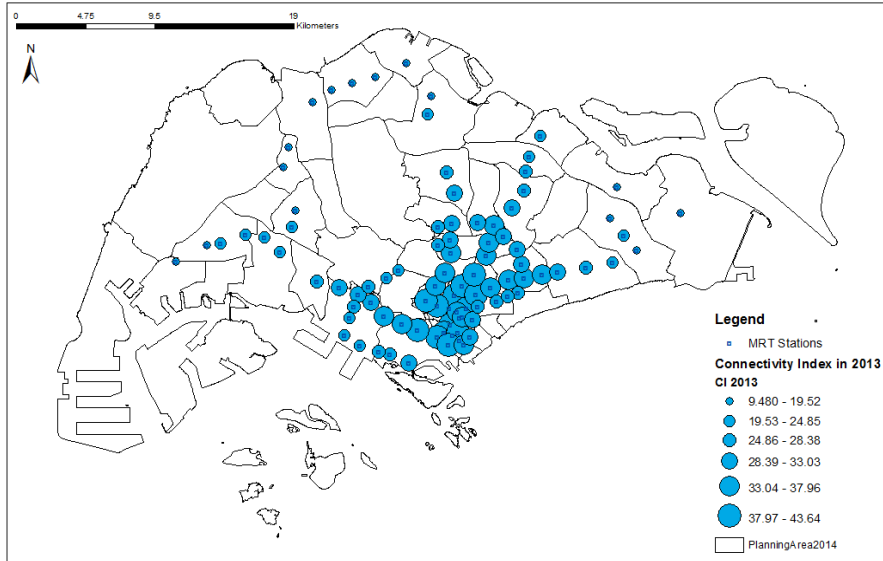 0 4.75 9.5 19
Kilometers
N
Legend
MRT Stations
Connectivity Index in 2013
CI 2013
9.480 - 19.52
19.53 - 24.85
24.86 - 28.38
28.39 - 33.03
33.04 - 37.96
37.97 - 43.64
PlanningArea2014